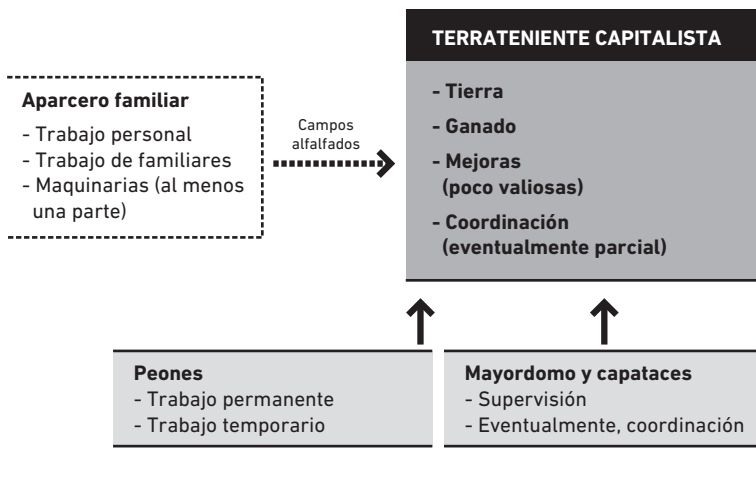 TERRATENIENTE CAPITALISTA
- Tierra
- Ganado
- Mejoras
(poco valiosas)
- Coordinación
(eventualmente parcial)
Aparcero familiar
- Trabajo personal
- Trabajo de familiares
- Maquinarias (al menos
una parte)
Campos
alfalfados
Peones
- Trabajo permanente
- Trabajo temporario
Mayordomo y capataces
- Supervisión
- Eventualmente, coordinación